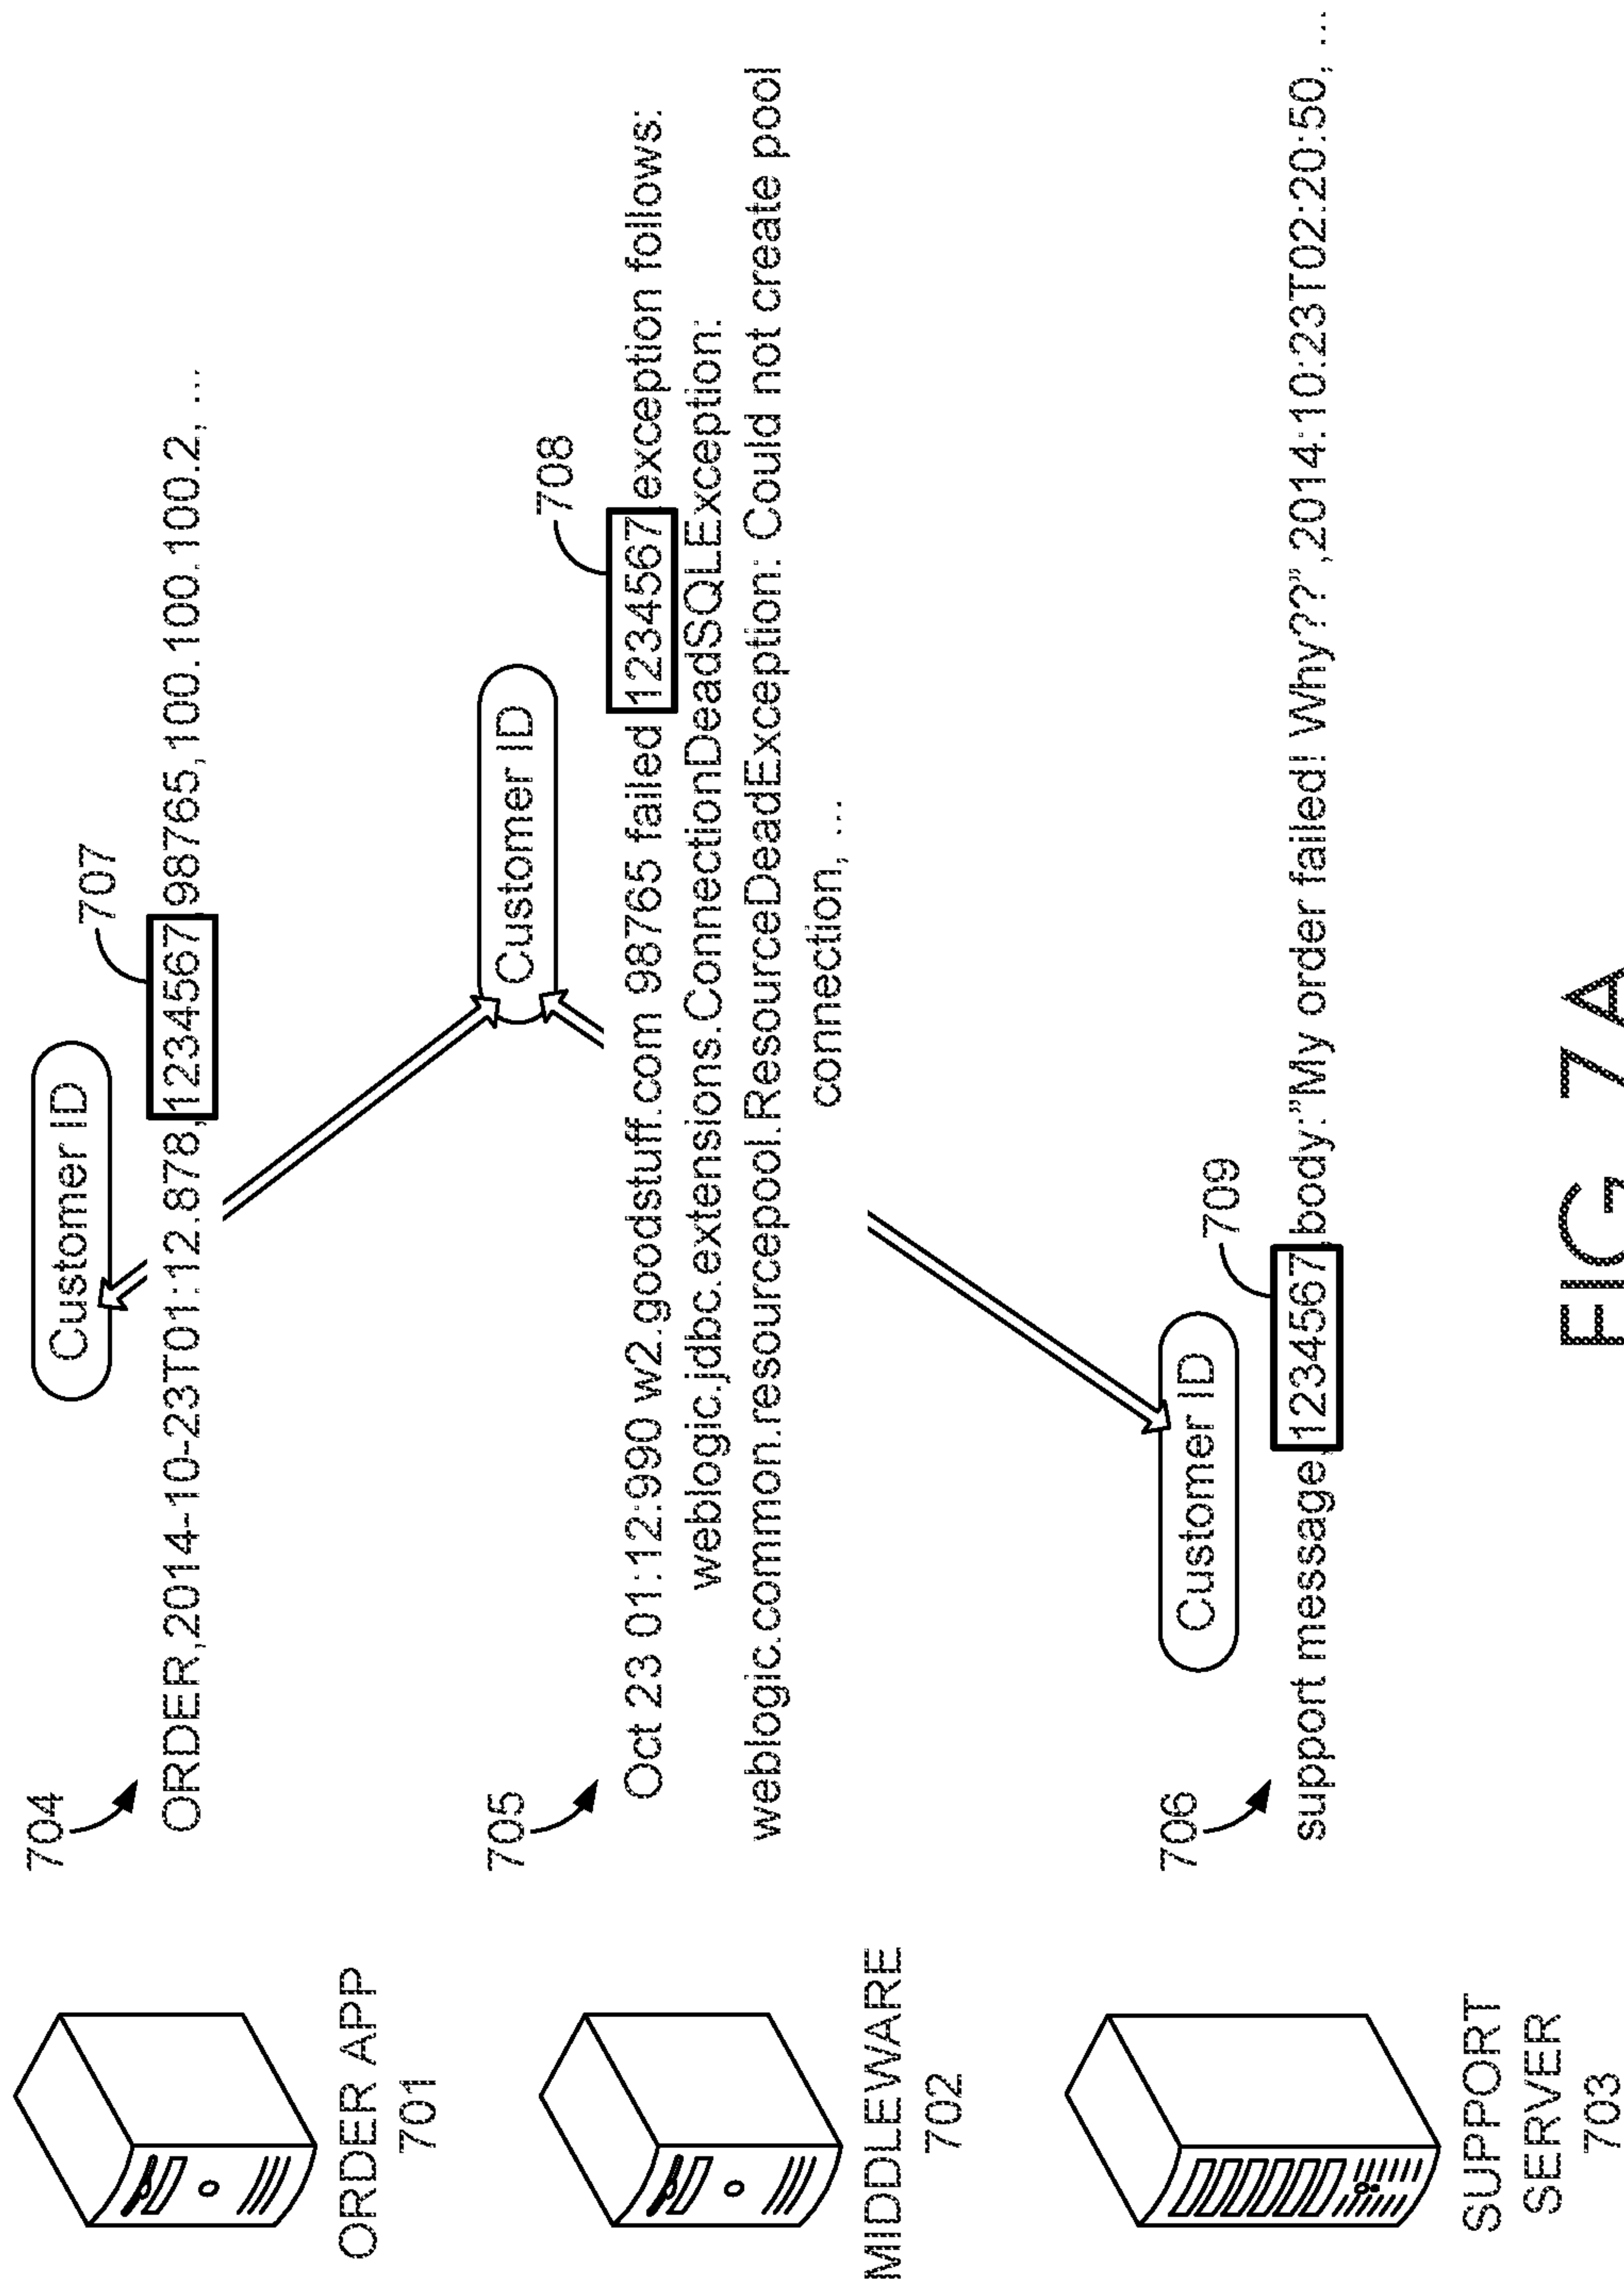 704
Customer ID
707
ORDER,2014-10-23T01:12.878,1234567,98765,100.100.100.2, ...
ORDER APP
701
705
Customer ID
708
Oct 23 01:12:990 w2.goodstuff.com 98765 failed 1234567 exception follows:
weblogic.jdbc.extensions.ConnectionDeadSQLException:
weblogic.common.resourcepool.ResourceDeadException: Could not create pool
connection, ...
MIDDLEWARE
702
706
Customer ID
709
support message,1234567,body:”My order failed! Why??”,2014:10:23T02:20:50, ...
SUPPORT
SERVER
703
FIG. 7A